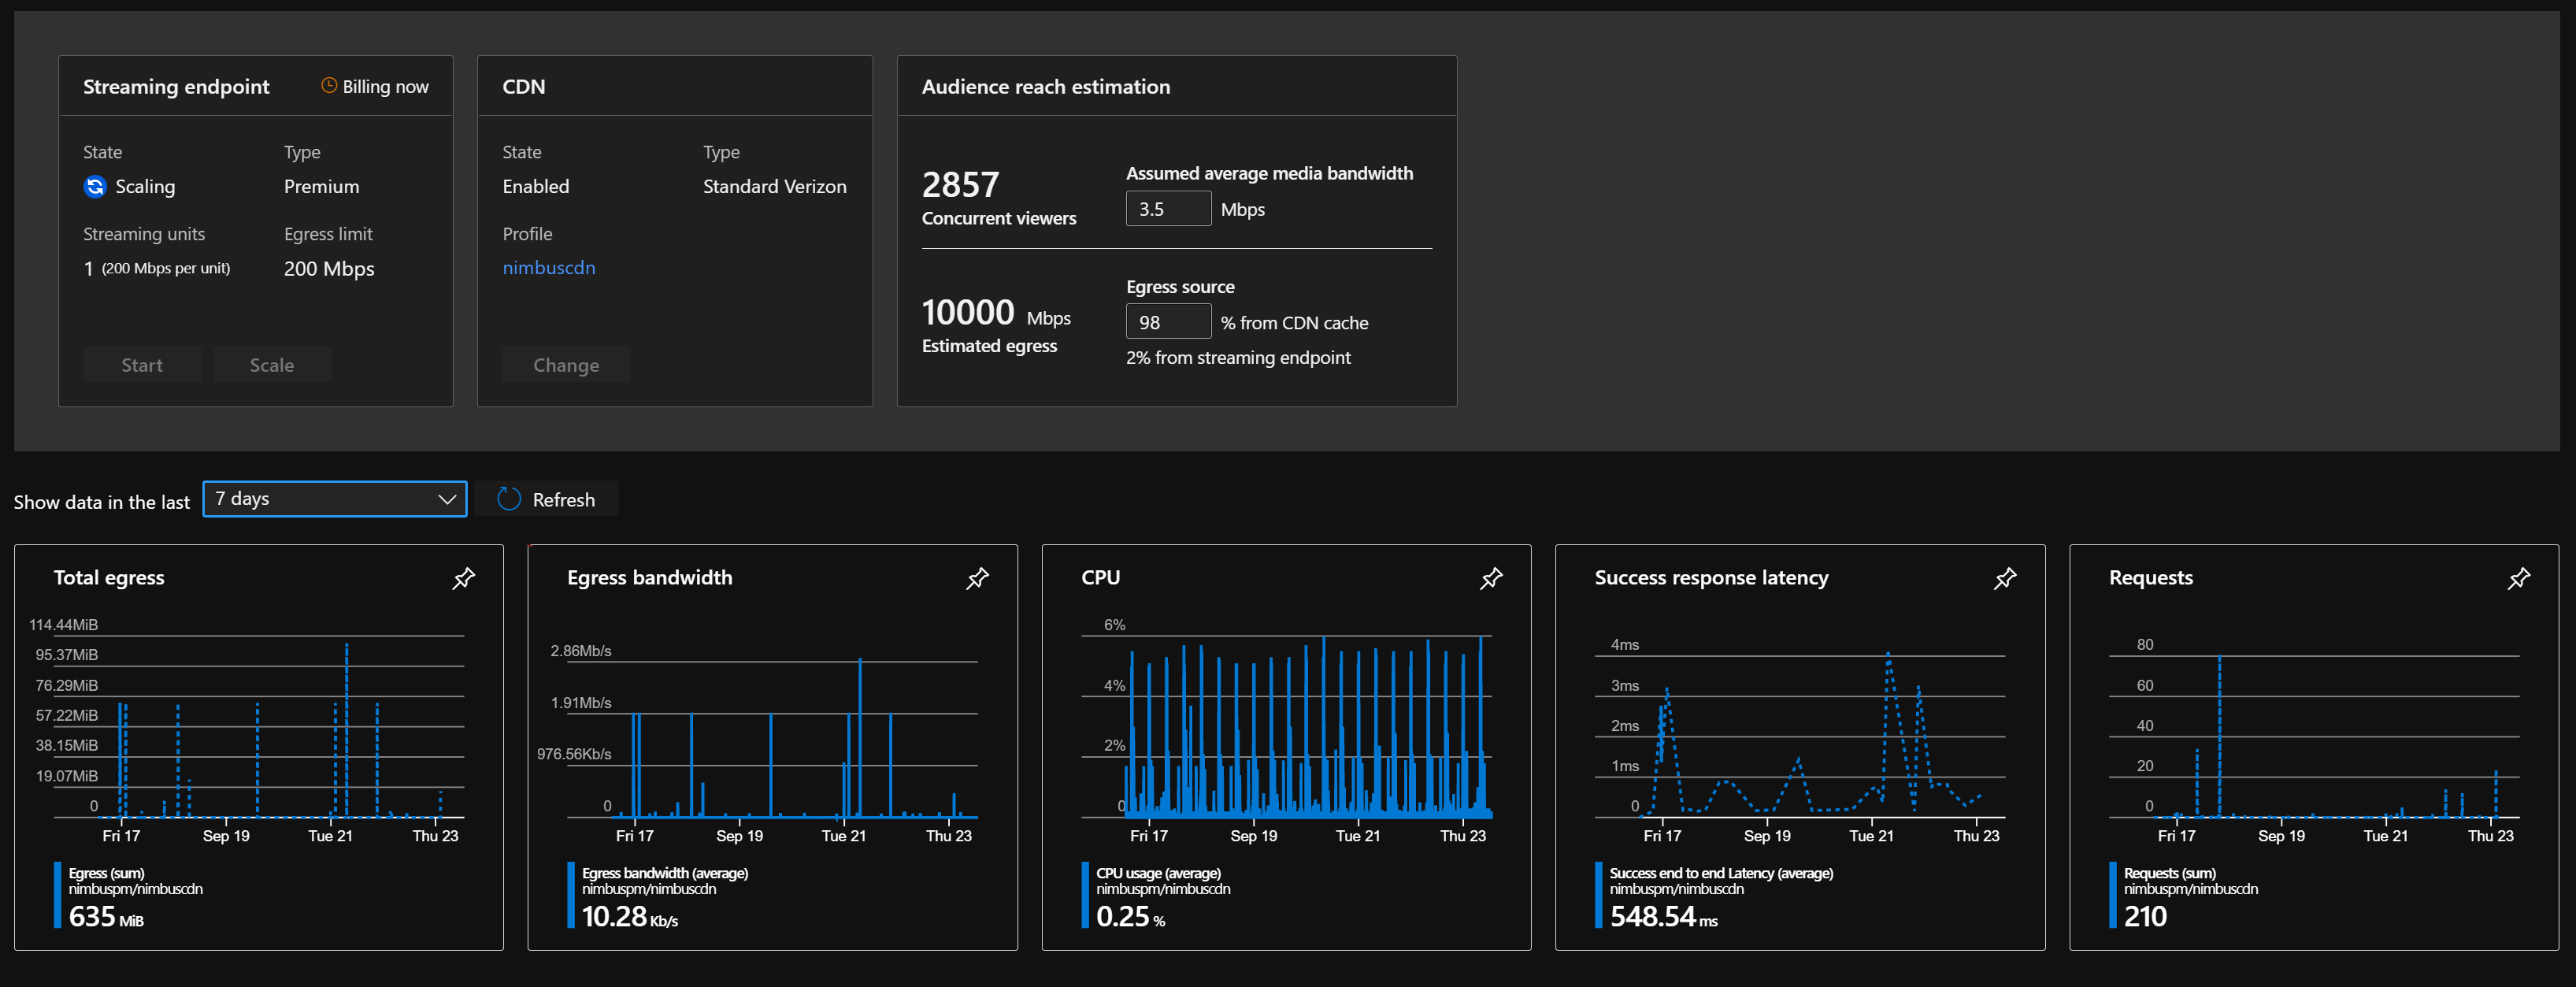 Streaming endpoint
Billing now
State
Type
Scaling
Premium
Streaming units
Egress limit
1 (200 Mbps per unit)
200 Mbps
Start
Scale
CDN
State
Type
Enabled
Standard Verizon
Profile
nimbuscdn
Change
Audience reach estimation
2857
Concurrent viewers
Assumed average media bandwidth
3.5 Mbps
10000 Mbps
Estimated egress
Egress source
98 % from CDN cache
2% from streaming endpoint
Show data in the last 7 days Refresh
Total egress
114.44MiB
95.37MiB
76.29MiB
57.22MiB
38.15MiB
19.07MiB
0
Fri 17 Sep 19 Tue 21 Thu 23
Egress (sum)
nimbuspm/nimbuscdn
635 MiB
Egress bandwidth
2.86Mb/s
1.91Mb/s
976.56Kb/s
0
Fri 17 Sep 19 Tue 21 Thu 23
Egress bandwidth (average)
nimbuspm/nimbuscdn
10.28 Kb/s
CPU
6%
4%
2%
0
Fri 17 Sep 19 Tue 21 Thu 23
CPU usage (average)
nimbuspm/nimbuscdn
0.25 %
Success response latency
4ms
3ms
2ms
1ms
0
Fri 17 Sep 19 Tue 21 Thu 23
Success end to end Latency (average)
nimbuspm/nimbuscdn
548.54 ms
Requests
80
60
40
20
0
Fri 17 Sep 19 Tue 21 Thu 23
Requests (sum)
nimbuspm/nimbuscdn
210